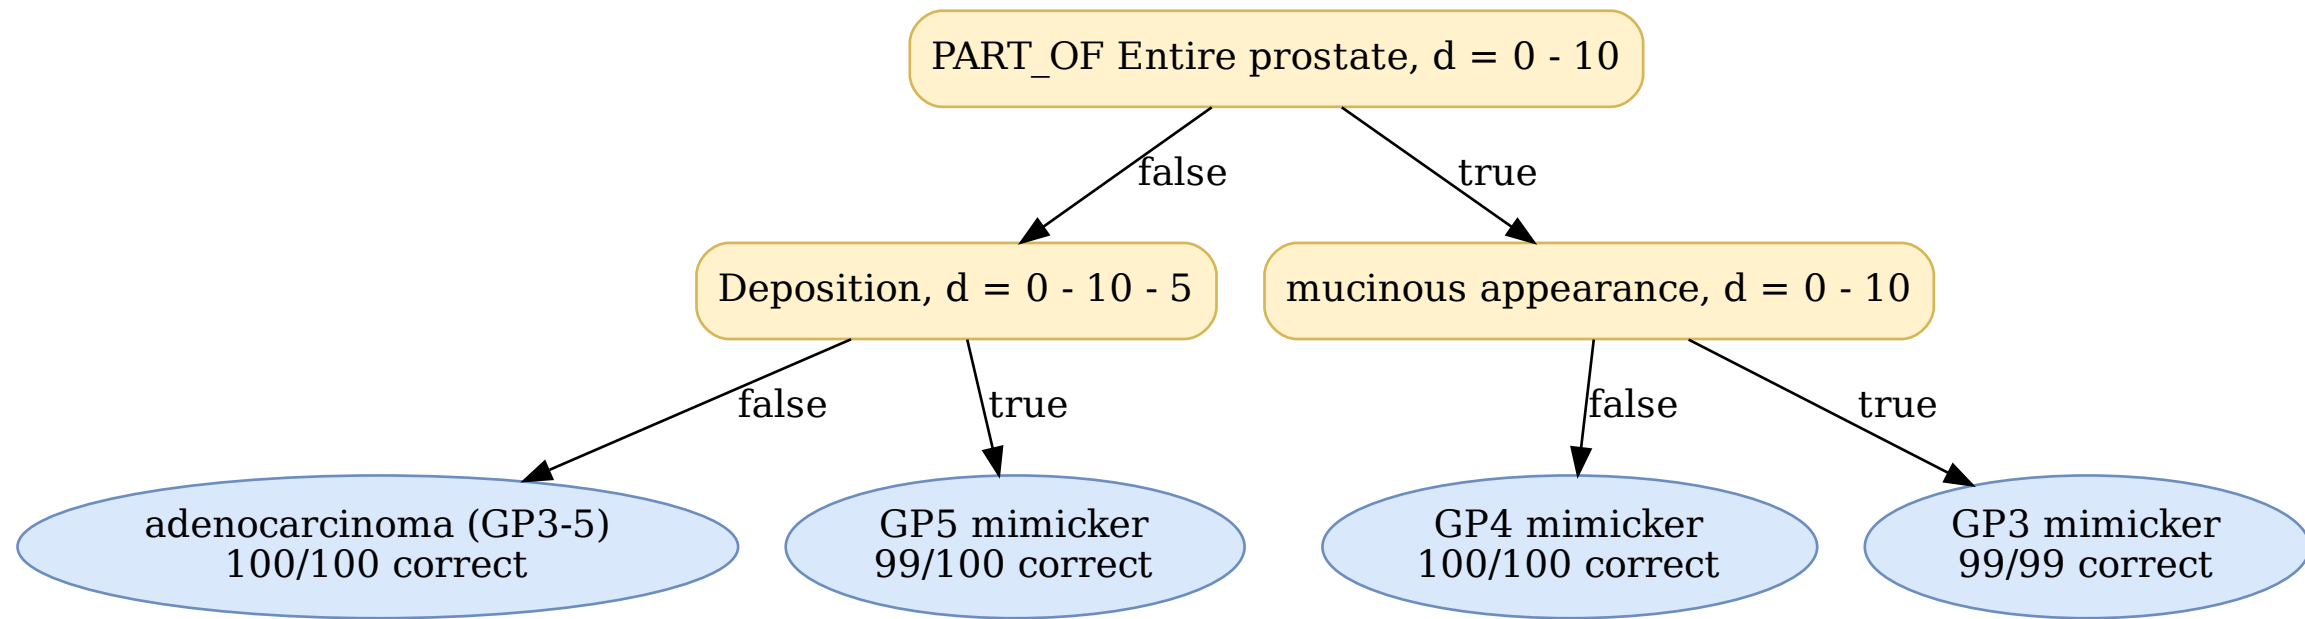 PART_OF Entire prostate, d = 0 - 10
false
true
Deposition, d = 0 - 10 - 5
mucinous appearance, d = 0 - 10
false
true
false
true
adenocarcinoma (GP3-5)
100/100 correct
GP5 mimicker
99/100 correct
GP4 mimicker
100/100 correct
GP3 mimicker
99/99 correct